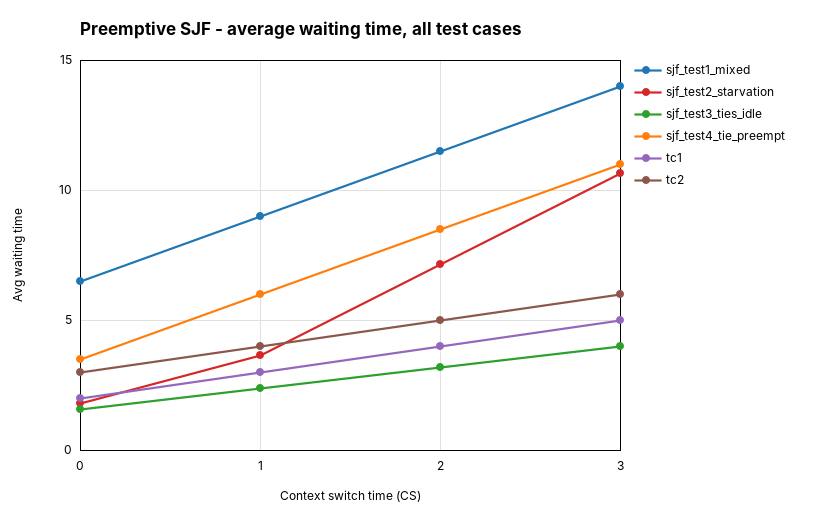 Preemptive SJF - average waiting time, all test cases
15
10
5
0
0 1 2 3
Avg waiting time
Context switch time (CS)
sjf_test1_mixed
sjf_test2_starvation
sjf_test3_ties_idle
sjf_test4_tie_preempt
tc1
tc2